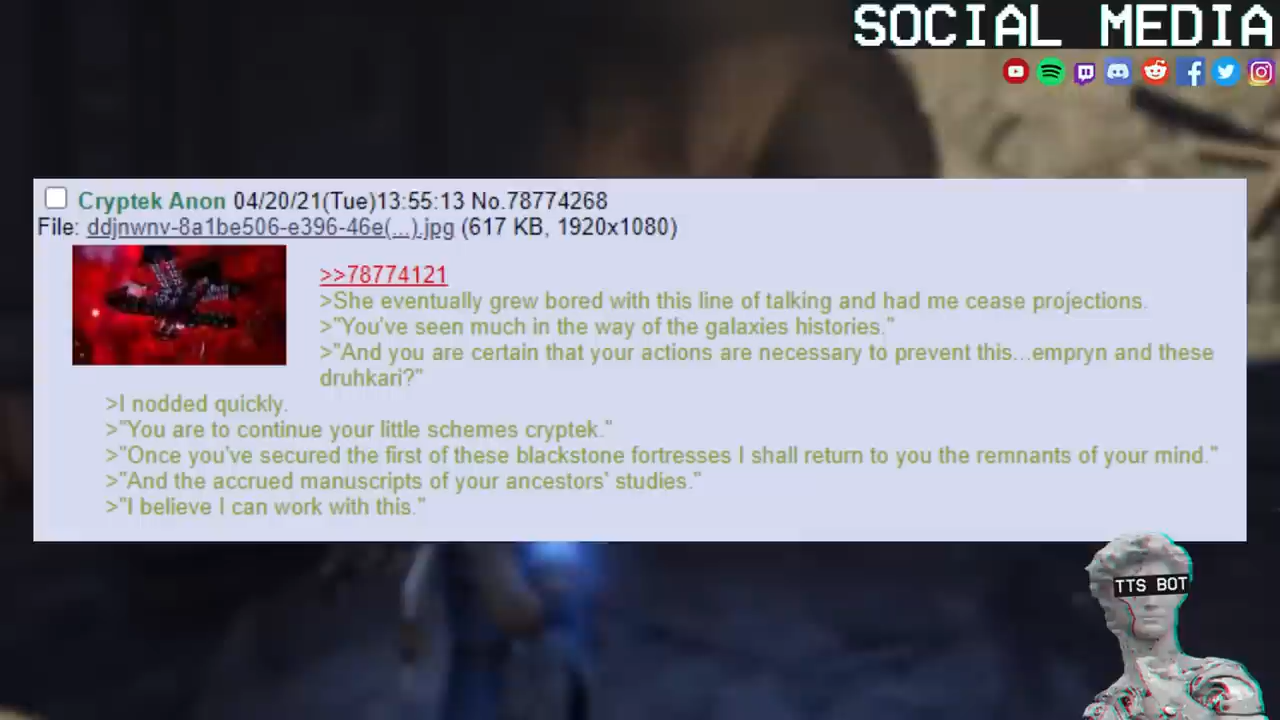 SOCIAL MEDIA
Cryptek Anon 04/20/21(Tue)13:55:13 No.78774268
File: ddjnwnv-8a1be506-e396-46e(...).jpg (617 KB, 1920x1080)
>>78774121
>She eventually grew bored with this line of talking and had me cease projections.
>"You've seen much in the way of the galaxies histories."
>"And you are certain that your actions are necessary to prevent this...empryn and these
druhkari?"
>I nodded quickly.
>"You are to continue your little schemes cryptek."
>"Once you've secured the first of these blackstone fortresses I shall return to you the remnants of your mind."
>"And the accrued manuscripts of your ancestors' studies."
>"I believe I can work with this."
TTS BOT